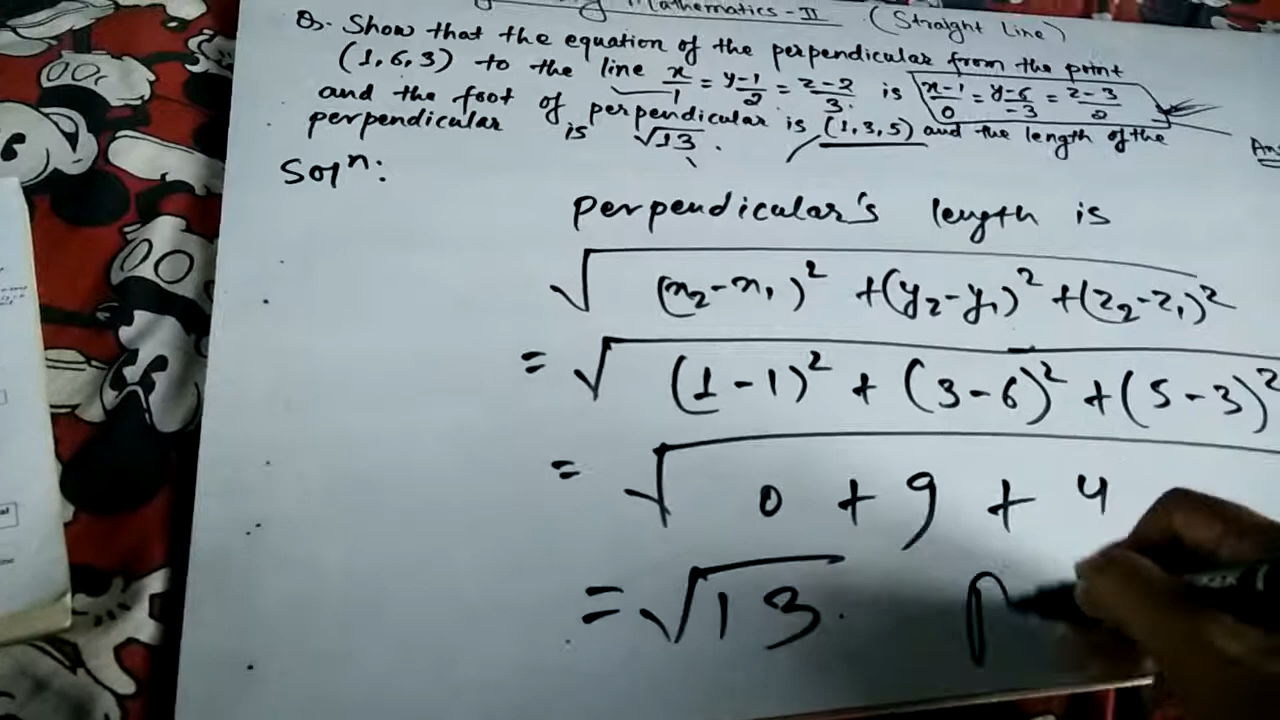 Mathematics-II (Straight Line)
Q. Show that the equation of the perpendicular from the point
(1,6,3) to the line x/1 = y-1/2 = z-2/3 is x-1/0 = y-6/-3 = z-3/2
and the foot of perpendicular is (1,3,5) and the length of the
perpendicular is √13.
Solⁿ:
perpendicular's length is
√(x₂-x₁)² +(y₂-y₁)² +(z₂-z₁)²
= √(1-1)² + (3-6)² +(5-3)²
= √0 + 9 + 4
= √13.